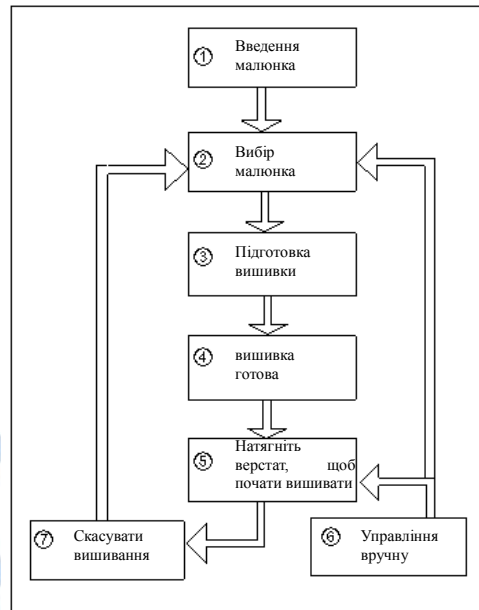 ① Введення
малюнка
② Вибір
малюнка
③ Підготовка
вишивки
④ вишивка
готова
⑤ Натягніть
верстат, щоб
почати вишивати
⑦ Скасувати
вишивання
⑥ Управління
вручну